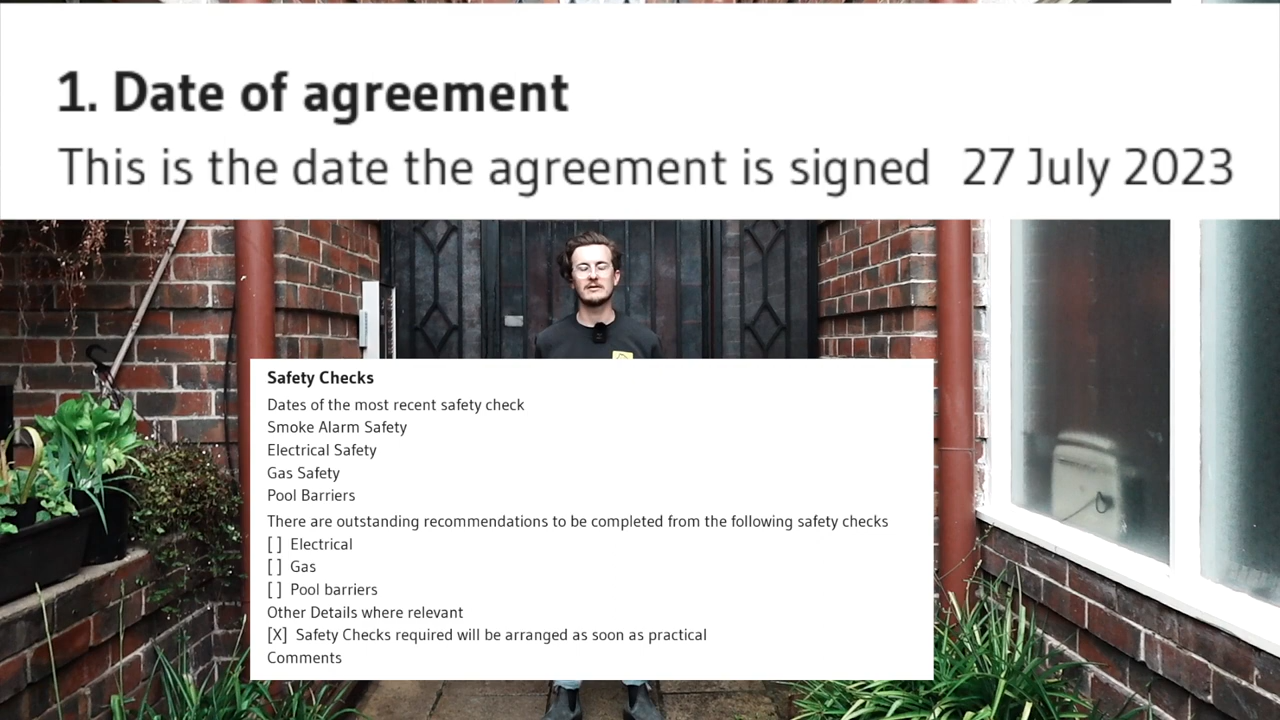 1. Date of agreement
This is the date the agreement is signed 27 July 2023
Safety Checks
Dates of the most recent safety check
Smoke Alarm Safety
Electrical Safety
Gas Safety
Pool Barriers
There are outstanding recommendations to be completed from the following safety checks
[ ] Electrical
[ ] Gas
[ ] Pool barriers
Other Details where relevant
[X] Safety Checks required will be arranged as soon as practical
Comments